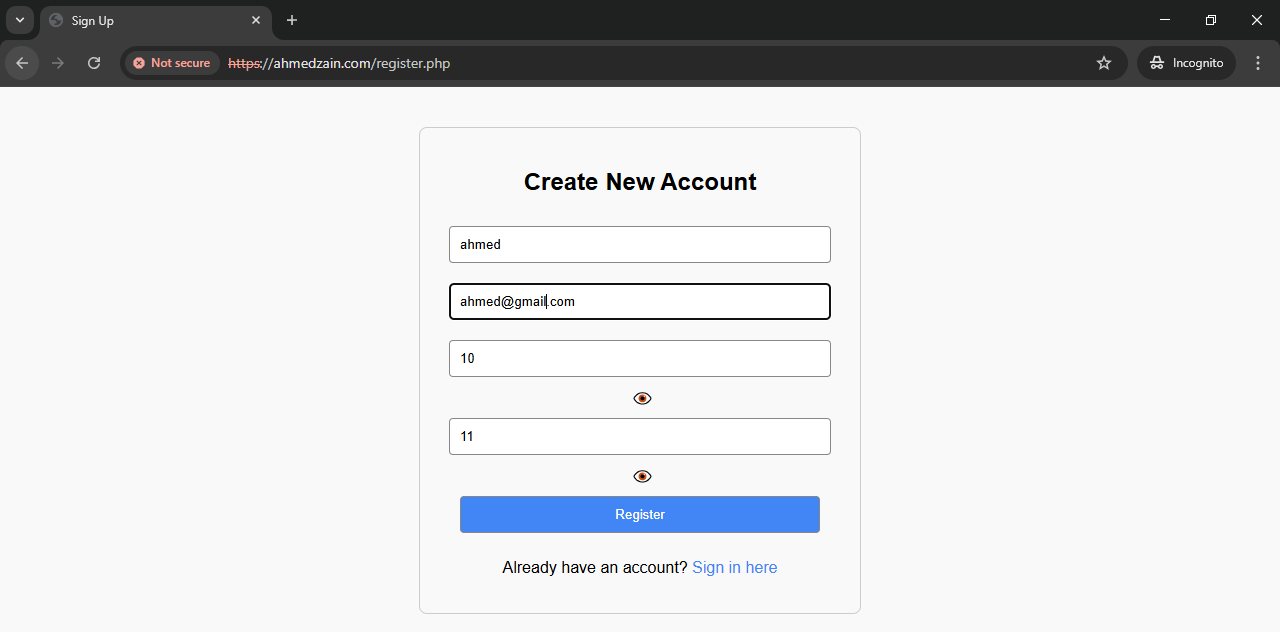 Sign Up
Not secure https://ahmedzain.com/register.php Incognito
Create New Account
ahmed
ahmed@gmail.com
10
11
Register
Already have an account? Sign in here